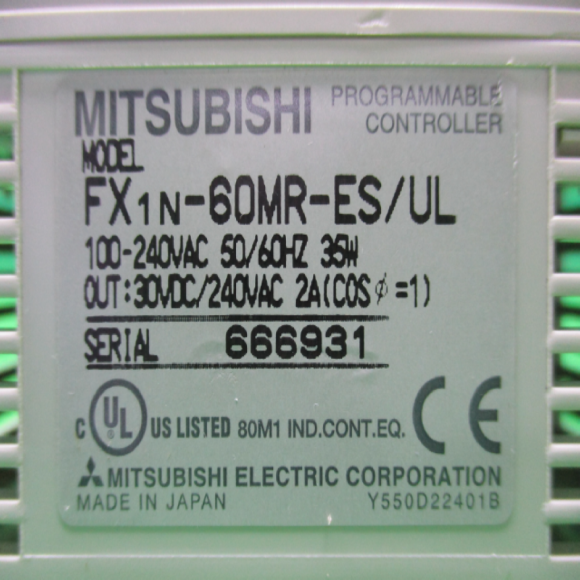 MITSUBISHI PROGRAMMABLE CONTROLLER
MODEL
FX1N-60MR-ES/UL
100-240VAC 50/60HZ 35W
OUT:30VDC/240VAC 2A(COSφ=1)
SERIAL 666931
C UL US LISTED 80M1 IND.CONT.EQ. CE
MITSUBISHI ELECTRIC CORPORATION
MADE IN JAPAN Y550D22401B